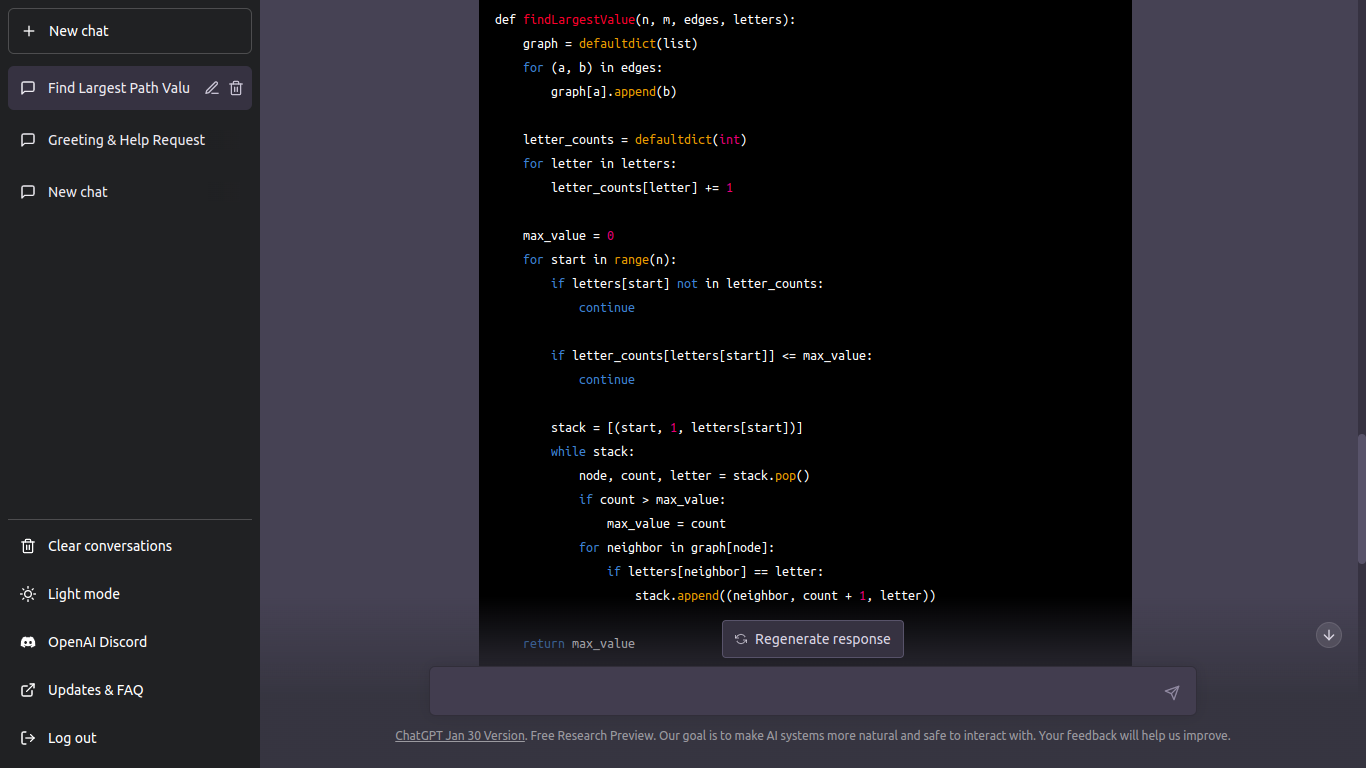 New chat
Find Largest Path Valu
Greeting & Help Request
New chat
Clear conversations
Light mode
OpenAI Discord
Updates & FAQ
Log out
def findLargestValue(n, m, edges, letters):
    graph = defaultdict(list)
    for (a, b) in edges:
        graph[a].append(b)

    letter_counts = defaultdict(int)
    for letter in letters:
        letter_counts[letter] += 1

    max_value = 0
    for start in range(n):
        if letters[start] not in letter_counts:
            continue

        if letter_counts[letters[start]] <= max_value:
            continue

        stack = [(start, 1, letters[start])]
        while stack:
            node, count, letter = stack.pop()
            if count > max_value:
                max_value = count
            for neighbor in graph[node]:
                if letters[neighbor] == letter:
                    stack.append((neighbor, count + 1, letter))

    return max_value
Regenerate response
ChatGPT Jan 30 Version. Free Research Preview. Our goal is to make AI systems more natural and safe to interact with. Your feedback will help us improve.